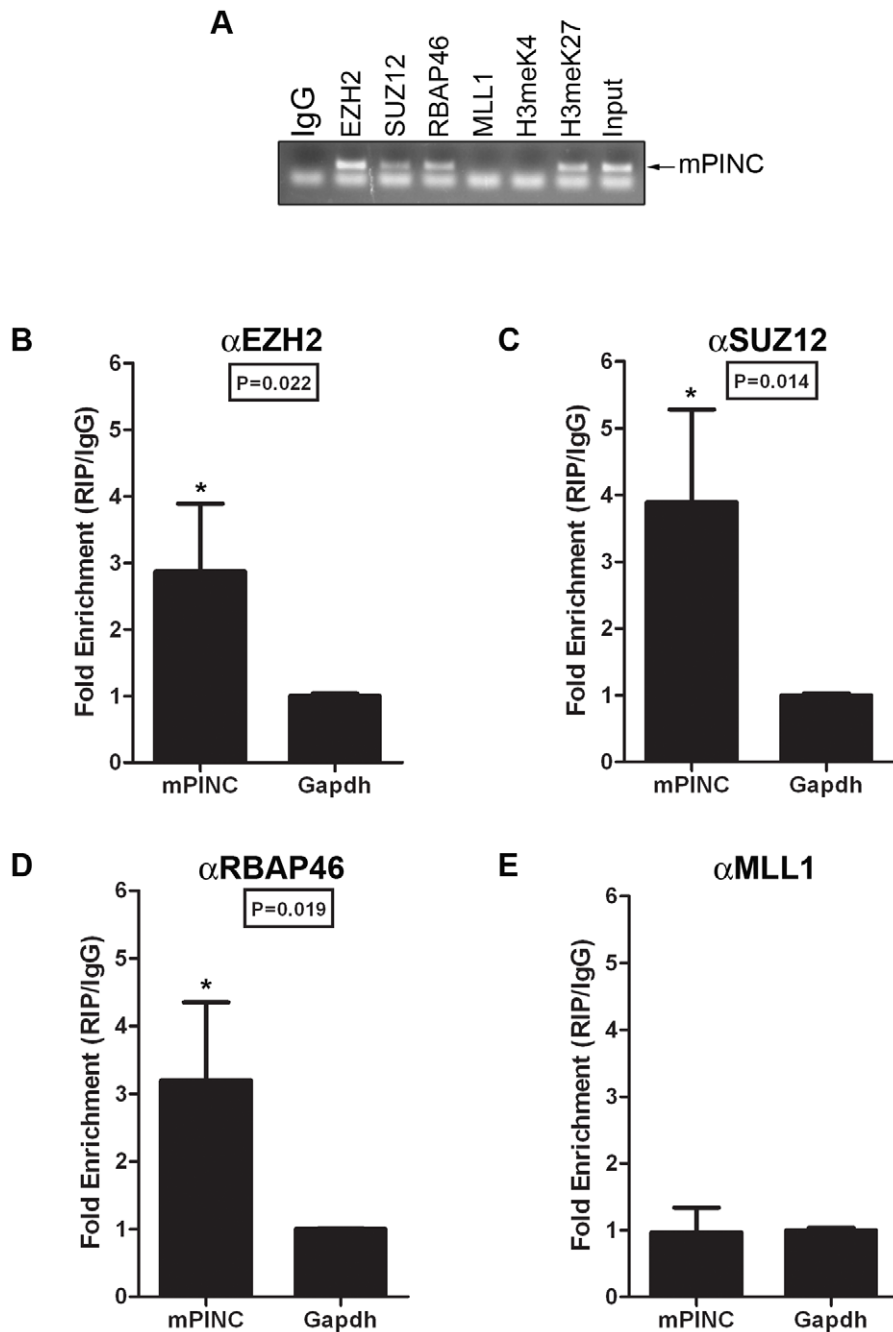 A
IgG
EZH2
SUZ12
RBAP46
MLL1
H3meK4
H3meK27
Input
mPINC
B
αEZH2
P=0.022
Fold Enrichment (RIP/IgG)
6
5
4
3
2
1
0
*
mPINC
Gapdh
C
αSUZ12
P=0.014
Fold Enrichment (RIP/IgG)
6
5
4
3
2
1
0
*
mPINC
Gapdh
D
αRBAP46
P=0.019
Fold Enrichment (RIP/IgG)
6
5
4
3
2
1
0
*
mPINC
Gapdh
E
αMLL1
Fold Enrichment (RIP/IgG)
6
5
4
3
2
1
0
mPINC
Gapdh